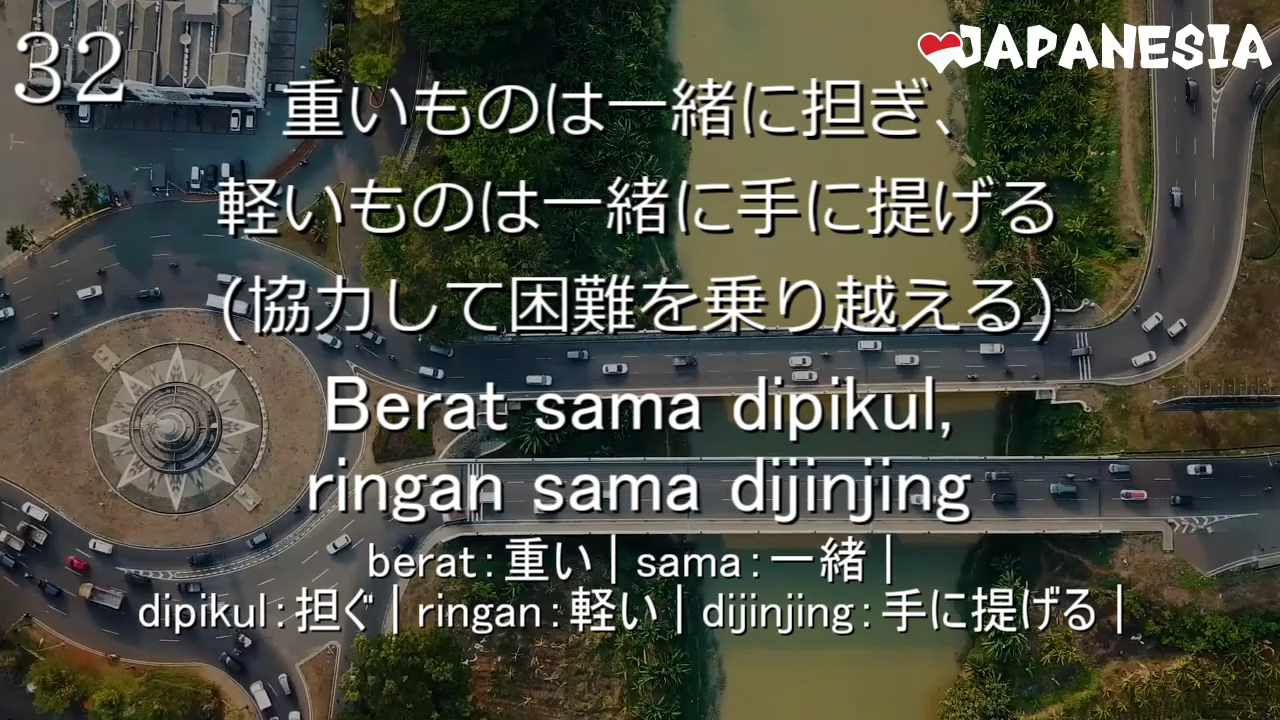 32
JAPANESIA
重いものは一緒に担ぎ、
軽いものは一緒に手に提げる
(協力して困難を乗り越える)
Berat sama dipikul,
ringan sama dijinjing
berat:重い | sama:一緒 |
dipikul:担ぐ | ringan:軽い | dijinjing:手に提げる |